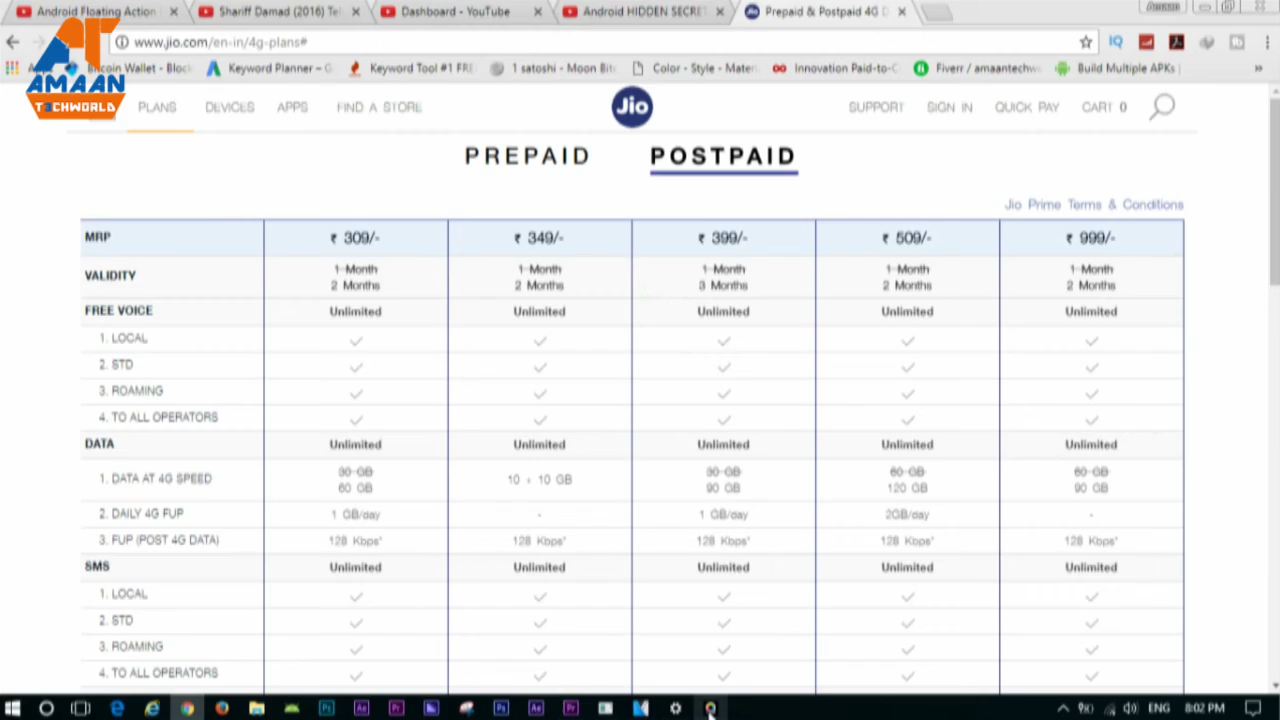 Android Floating Action
Shariff Damad (2016) Tel
Dashboard - YouTube
Android HIDDEN SECRE
Prepaid & Postpaid 4G D
www.jio.com/en-in/4g-plans#
IQ
Bitcoin Wallet - Block
Keyword Planner – G
Keyword Tool #1 FRE
1 satoshi - Moon Bit
Color - Style - Mater
Innovation Paid-to-C
Fiverr / amaantechw
Build Multiple APKs
AMAAN
TECHWORLD
PLANS
DEVICES
APPS
FIND A STORE
Jio
SUPPORT
SIGN IN
QUICK PAY
CART 0
PREPAID
POSTPAID
Jio Prime Terms & Conditions
MRP ₹ 309/- ₹ 349/- ₹ 399/- ₹ 509/- ₹ 999/-
VALIDITY
1 Month 1 Month 1 Month 1 Month 1 Month
2 Months 2 Months 3 Months 2 Months 2 Months
FREE VOICE Unlimited Unlimited Unlimited Unlimited Unlimited
1. LOCAL
2. STD
3. ROAMING
4. TO ALL OPERATORS
DATA Unlimited Unlimited Unlimited Unlimited Unlimited
1. DATA AT 4G SPEED
30 GB 10 + 10 GB 30 GB 60 GB 60 GB
60 GB 90 GB 120 GB 90 GB
2. DAILY 4G FUP 1 GB/day - 1 GB/day 2GB/day -
3. FUP (POST 4G DATA) 128 Kbps* 128 Kbps* 128 Kbps* 128 Kbps* 128 Kbps*
SMS Unlimited Unlimited Unlimited Unlimited Unlimited
1. LOCAL
2. STD
3. ROAMING
4. TO ALL OPERATORS
ENG
8:02 PM